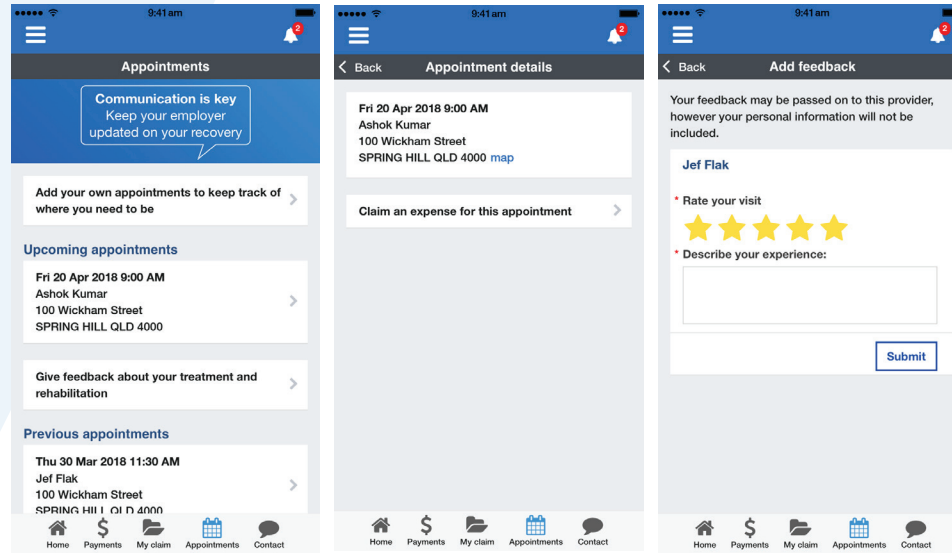 9:41 am
2
Appointments
Communication is key
Keep your employer
updated on your recovery
Add your own appointments to keep track of
where you need to be
Upcoming appointments
Fri 20 Apr 2018 9:00 AM
Ashok Kumar
100 Wickham Street
SPRING HILL QLD 4000
Give feedback about your treatment and
rehabilitation
Previous appointments
Thu 30 Mar 2018 11:30 AM
Jef Flak
100 Wickham Street
SPRING HILL QLD 4000
Home Payments My claim Appointments Contact
9:41 am
2
Back Appointment details
Fri 20 Apr 2018 9:00 AM
Ashok Kumar
100 Wickham Street
SPRING HILL QLD 4000 map
Claim an expense for this appointment
Home Payments My claim Appointments Contact
9:41 am
2
Back Add feedback
Your feedback may be passed on to this provider,
however your personal information will not be
included.
Jef Flak
* Rate your visit
* Describe your experience:
Submit
Home Payments My claim Appointments Contact